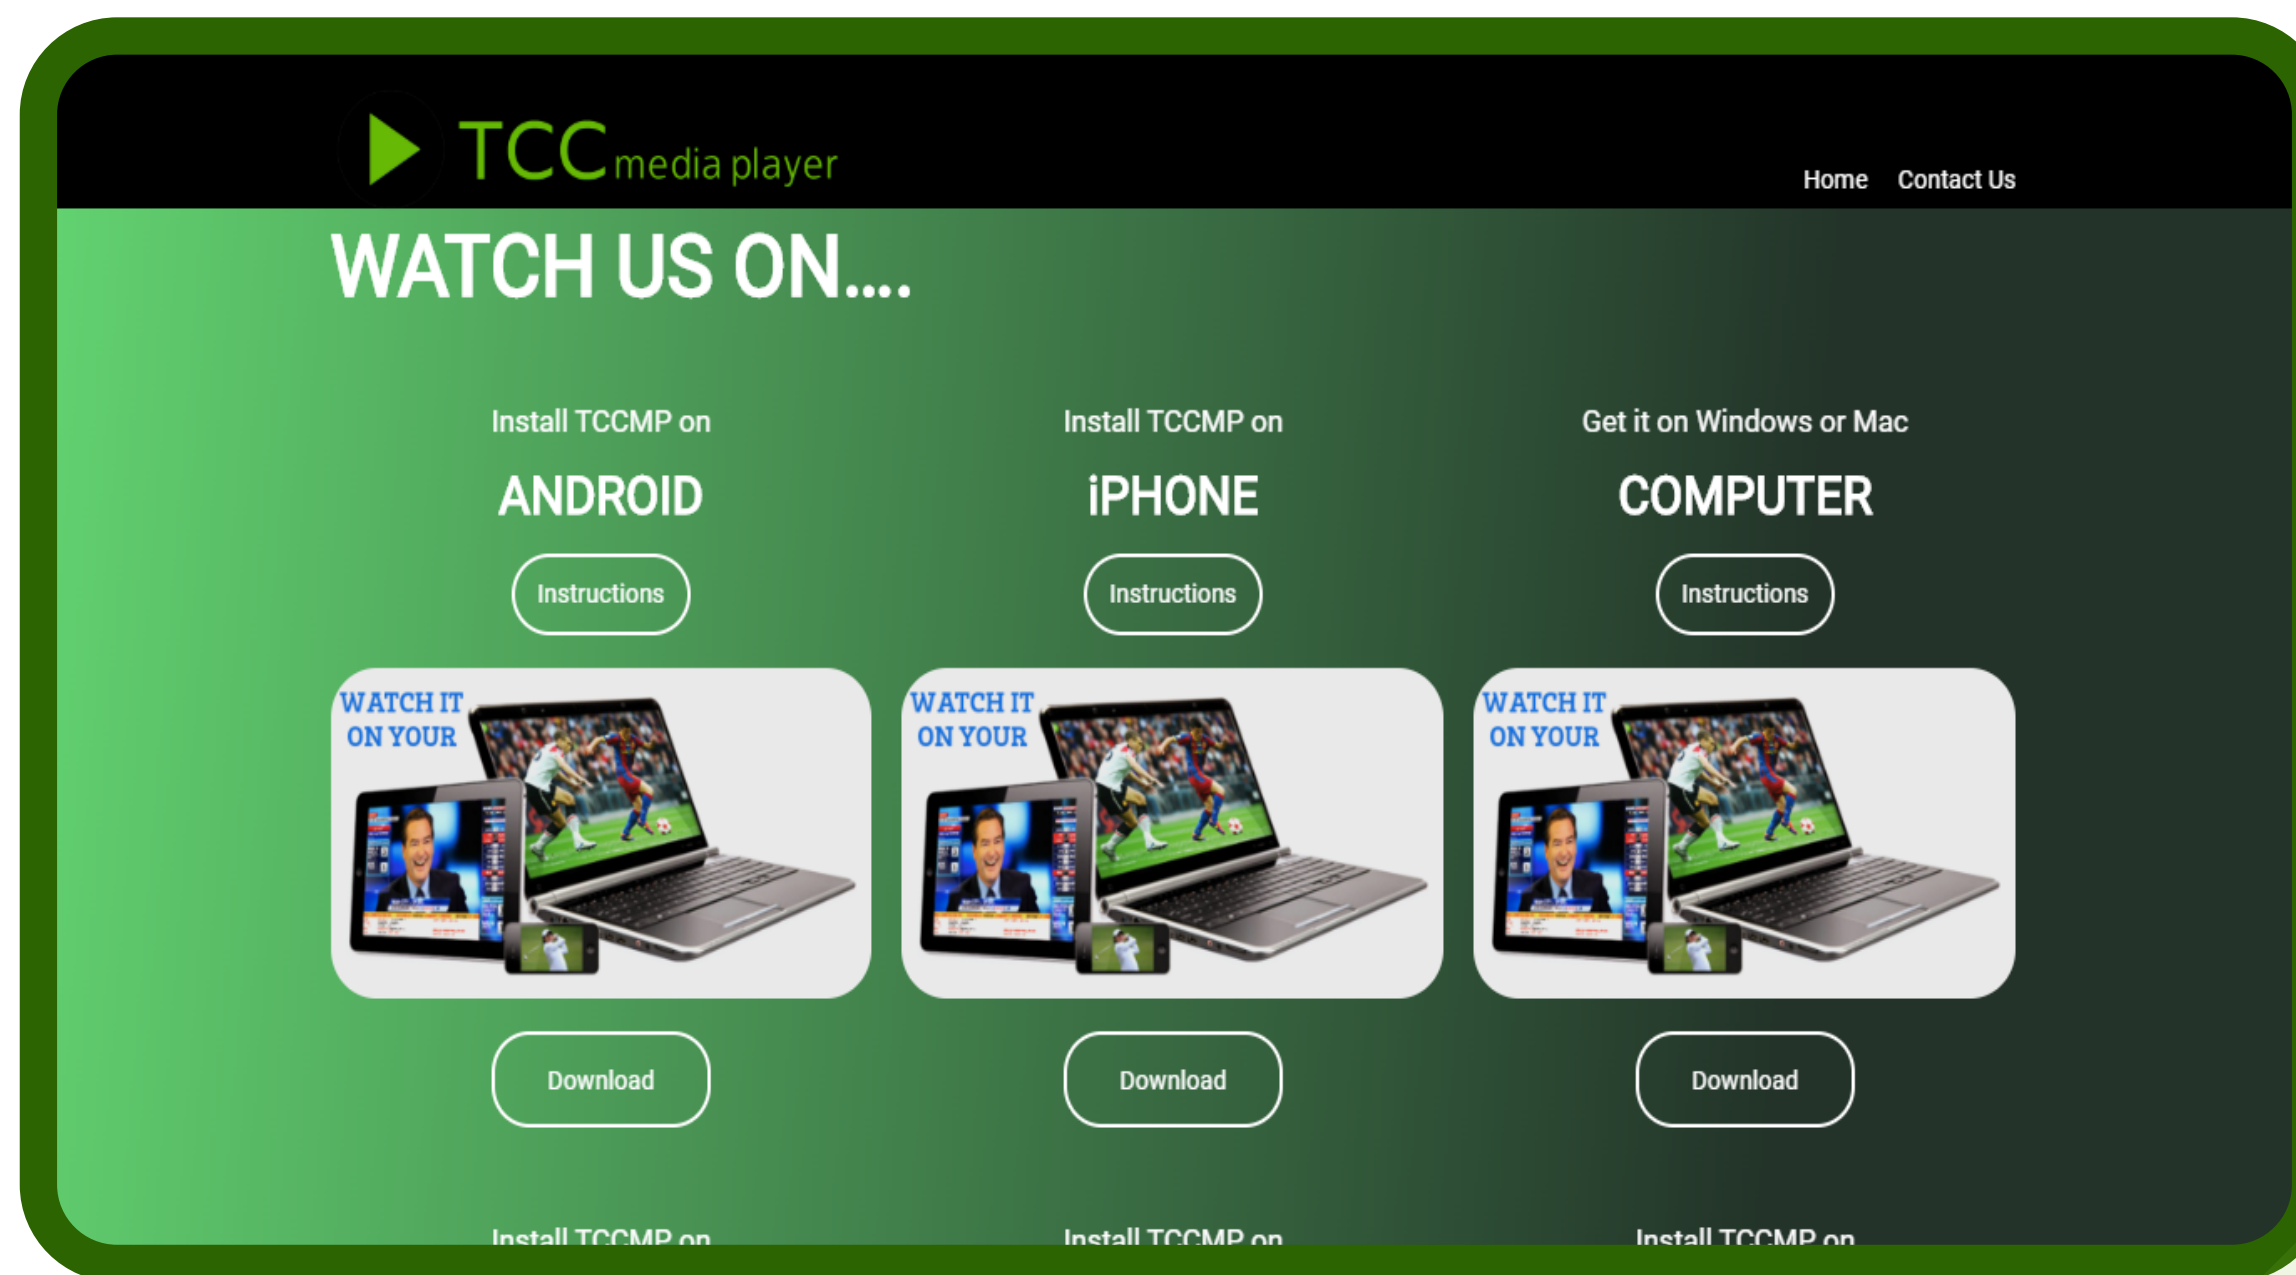 TCC media player
Home Contact Us
WATCH US ON....
Install TCCMP on
ANDROID
Instructions
WATCH IT
ON YOUR
Download
Install TCCMP on
iPHONE
Instructions
WATCH IT
ON YOUR
Download
Get it on Windows or Mac
COMPUTER
Instructions
WATCH IT
ON YOUR
Download
Install TCCMP on
Install TCCMP on
Install TCCMP on